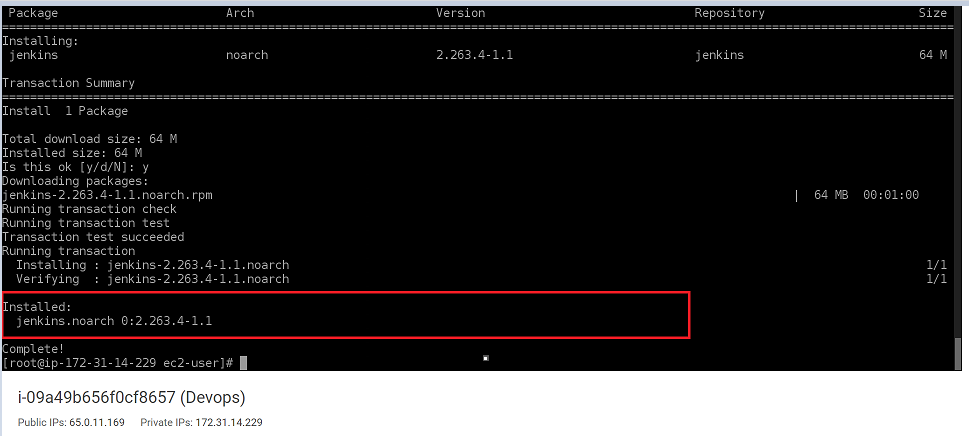 Package Arch Version Repository Size
Installing:
jenkins noarch 2.263.4-1.1 jenkins 64 M
Transaction Summary
Install 1 Package
Total download size: 64 M
Installed size: 64 M
Is this ok [y/d/N]: y
Downloading packages:
jenkins-2.263.4-1.1.noarch.rpm | 64 MB 00:01:00
Running transaction check
Running transaction test
Transaction test succeeded
Running transaction
Installing : jenkins-2.263.4-1.1.noarch 1/1
Verifying : jenkins-2.263.4-1.1.noarch 1/1
Installed:
jenkins.noarch 0:2.263.4-1.1
Complete!
[root@ip-172-31-14-229 ec2-user]#
i-09a49b656f0cf8657 (Devops)
Public IPs: 65.0.11.169 Private IPs: 172.31.14.229